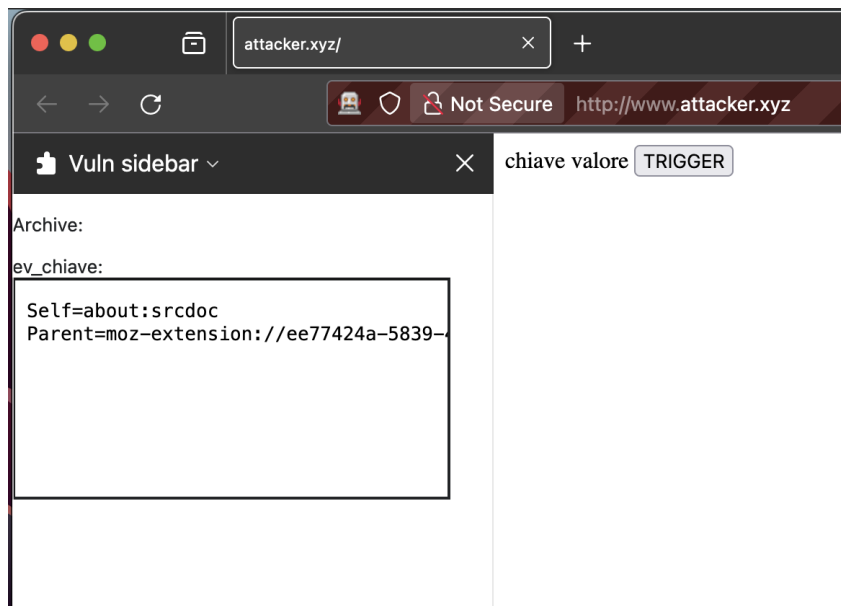 attacker.xyz/
Not Secure http://www.attacker.xyz
Vuln sidebar
chiave valore TRIGGER
Archive:
ev_chiave:
Self=about:srcdoc
Parent=moz-extension://ee77424a-5839-